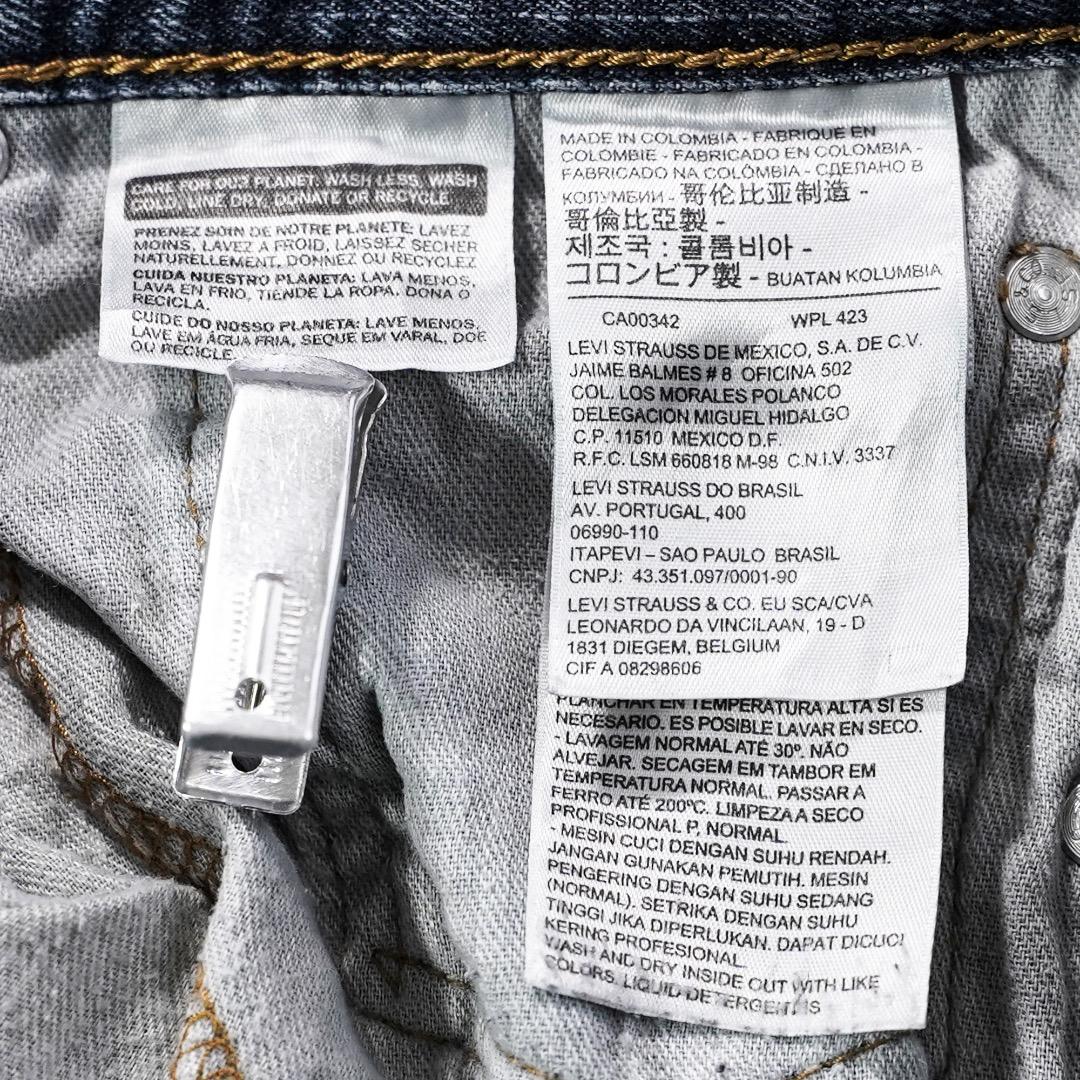 CARE FOR OUR PLANET: WASH LESS, WASH
COLD, LINE DRY, DONATE OR RECYCLE
PRENEZ SOIN DE NOTRE PLANETE: LAVEZ
MOINS, LAVEZ A FROID, LAISSEZ SECHER
NATURELLEMENT, DONNEZ OU RECYCLEZ
CUIDA NUESTRO PLANETA: LAVA MENOS,
LAVA EN FRIO, TIENDE LA ROPA, DONA O
RECICLA.
CUIDE DO NOSSO PLANETA: LAVE MENOS,
LAVE EM ÁGUA FRIA, SEQUE EM VARAL, DOE
OU RECICLE.
MADE IN COLOMBIA - FABRIQUE EN
COLOMBIE - FABRICADO EN COLOMBIA -
FABRICADO NA COLÔMBIA - СДЕЛАНО В
КОЛУМБИИ - 哥伦比亚制造 -
哥倫比亞製 -
제조국 : 콜롬비아 -
コロンビア製 - BUATAN KOLUMBIA
CA00342 WPL 423
LEVI STRAUSS DE MEXICO, S.A. DE C.V.
JAIME BALMES # 8 OFICINA 502
COL. LOS MORALES POLANCO
DELEGACION MIGUEL HIDALGO
C.P. 11510 MEXICO D.F.
R.F.C. LSM 660818 M-98 C.N.I.V. 3337
LEVI STRAUSS DO BRASIL
AV. PORTUGAL, 400
06990-110
ITAPEVI – SAO PAULO BRASIL
CNPJ: 43.351.097/0001-90
LEVI STRAUSS & CO. EU SCA/CVA
LEONARDO DA VINCILAAN, 19 - D
1831 DIEGEM, BELGIUM
CIF A 08298606
PLANCHAR EN TEMPERATURA ALTA SI ES
NECESARIO. ES POSIBLE LAVAR EN SECO.
- LAVAGEM NORMAL ATÉ 30º. NÃO
ALVEJAR. SECAGEM EM TAMBOR EM
TEMPERATURA NORMAL. PASSAR A
FERRO ATÉ 200ºC. LIMPEZA A SECO
PROFISSIONAL P, NORMAL
- MESIN CUCI DENGAN SUHU RENDAH.
JANGAN GUNAKAN PEMUTIH. MESIN
PENGERING DENGAN SUHU SEDANG
(NORMAL). SETRIKA DENGAN SUHU
TINGGI JIKA DIPERLUKAN. DAPAT DICUCI
KERING PROFESIONAL.
WASH AND DRY INSIDE OUT WITH LIKE
COLORS. LIQUID DETERGENTS